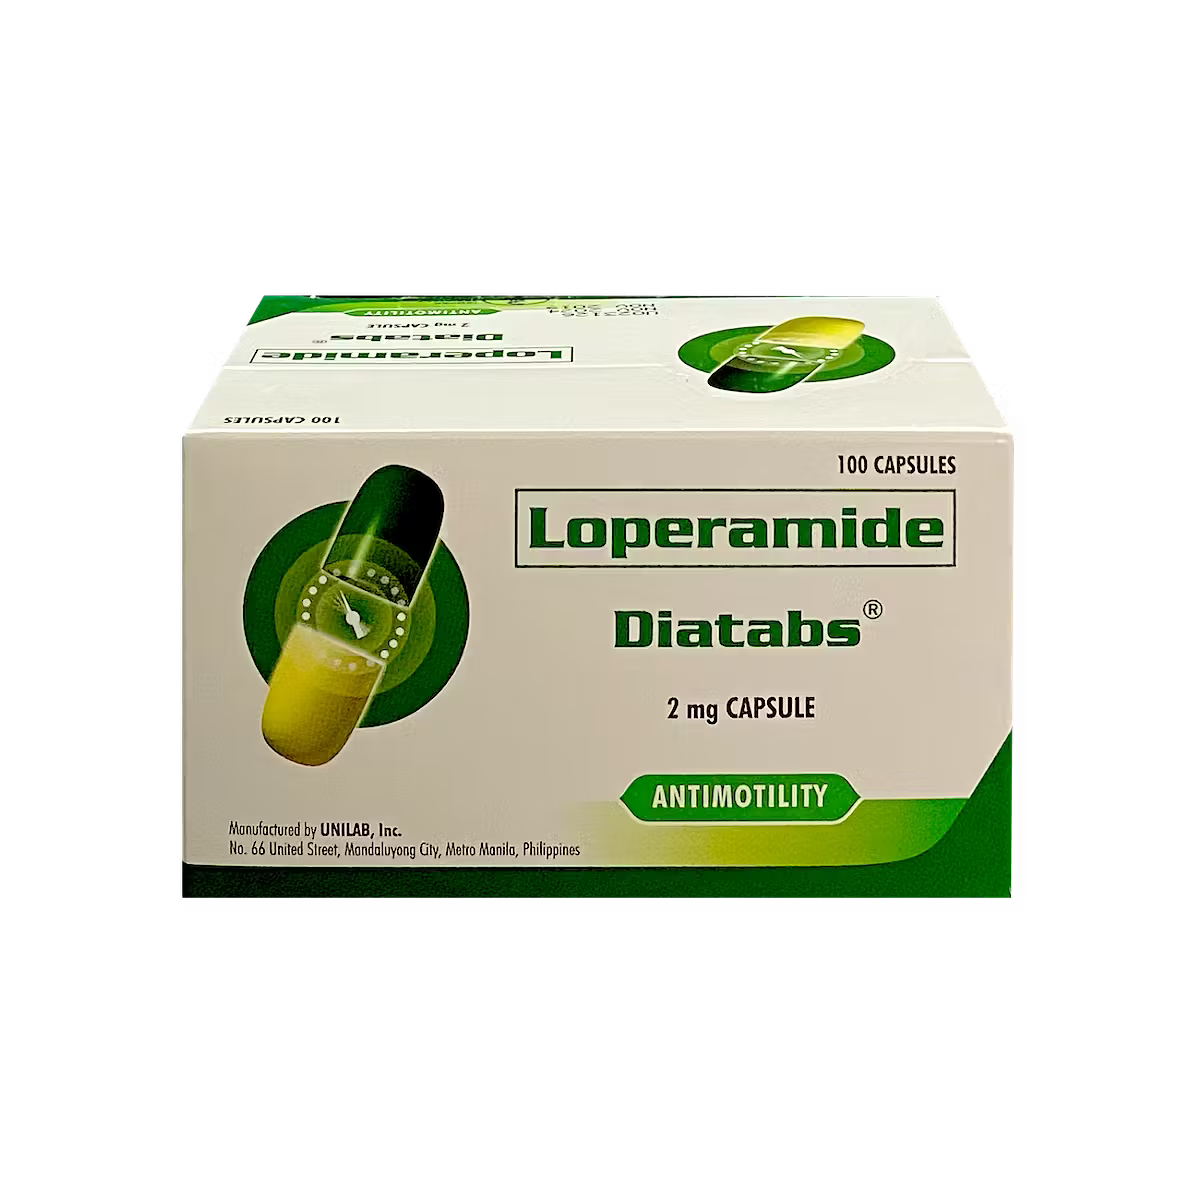 ANTIMOTILITY
2 mg CAPSULE
Diatabs®
Loperamide
100 CAPSULES
100 CAPSULES
Loperamide
Diatabs®
2 mg CAPSULE
ANTIMOTILITY
Manufactured by UNILAB, Inc.
No. 66 United Street, Mandaluyong City, Metro Manila, Philippines